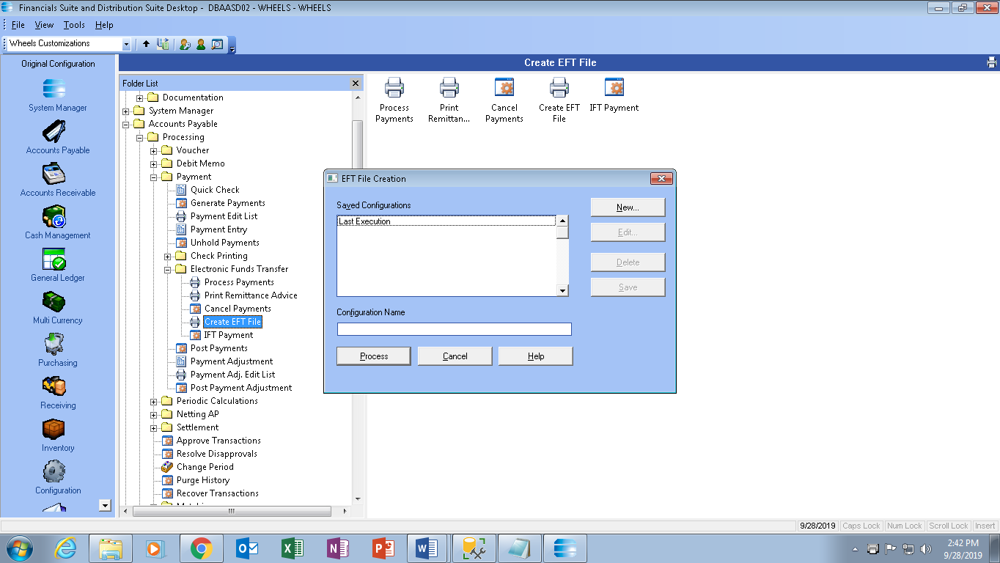 Financials Suite and Distribution Suite Desktop - DBAASD02 - WHEELS - WHEELS
File View Tools Help
Wheels Customizations
Original Configuration
System Manager
Accounts Payable
Accounts Receivable
Cash Management
General Ledger
Multi Currency
Purchasing
Receiving
Inventory
Configuration
Create EFT File
Folder List
Documentation
System Manager
Accounts Payable
Processing
Voucher
Debit Memo
Payment
Quick Check
Generate Payments
Payment Edit List
Payment Entry
Unhold Payments
Check Printing
Electronic Funds Transfer
Process Payments
Print Remittance Advice
Cancel Payments
Create EFT File
IFT Payment
Post Payments
Payment Adjustment
Payment Adj. Edit List
Post Payment Adjustment
Periodic Calculations
Netting AP
Settlement
Approve Transactions
Resolve Disapprovals
Change Period
Purge History
Recover Transactions
Process Payments
Print Remittan...
Cancel Payments
Create EFT File
IFT Payment
EFT File Creation
Saved Configurations
Last Execution
New...
Edit...
Delete
Save
Configuration Name
Process Cancel Help
9/28/2019 Caps Lock Num Lock Scroll Lock Insert
2:42 PM
9/28/2019